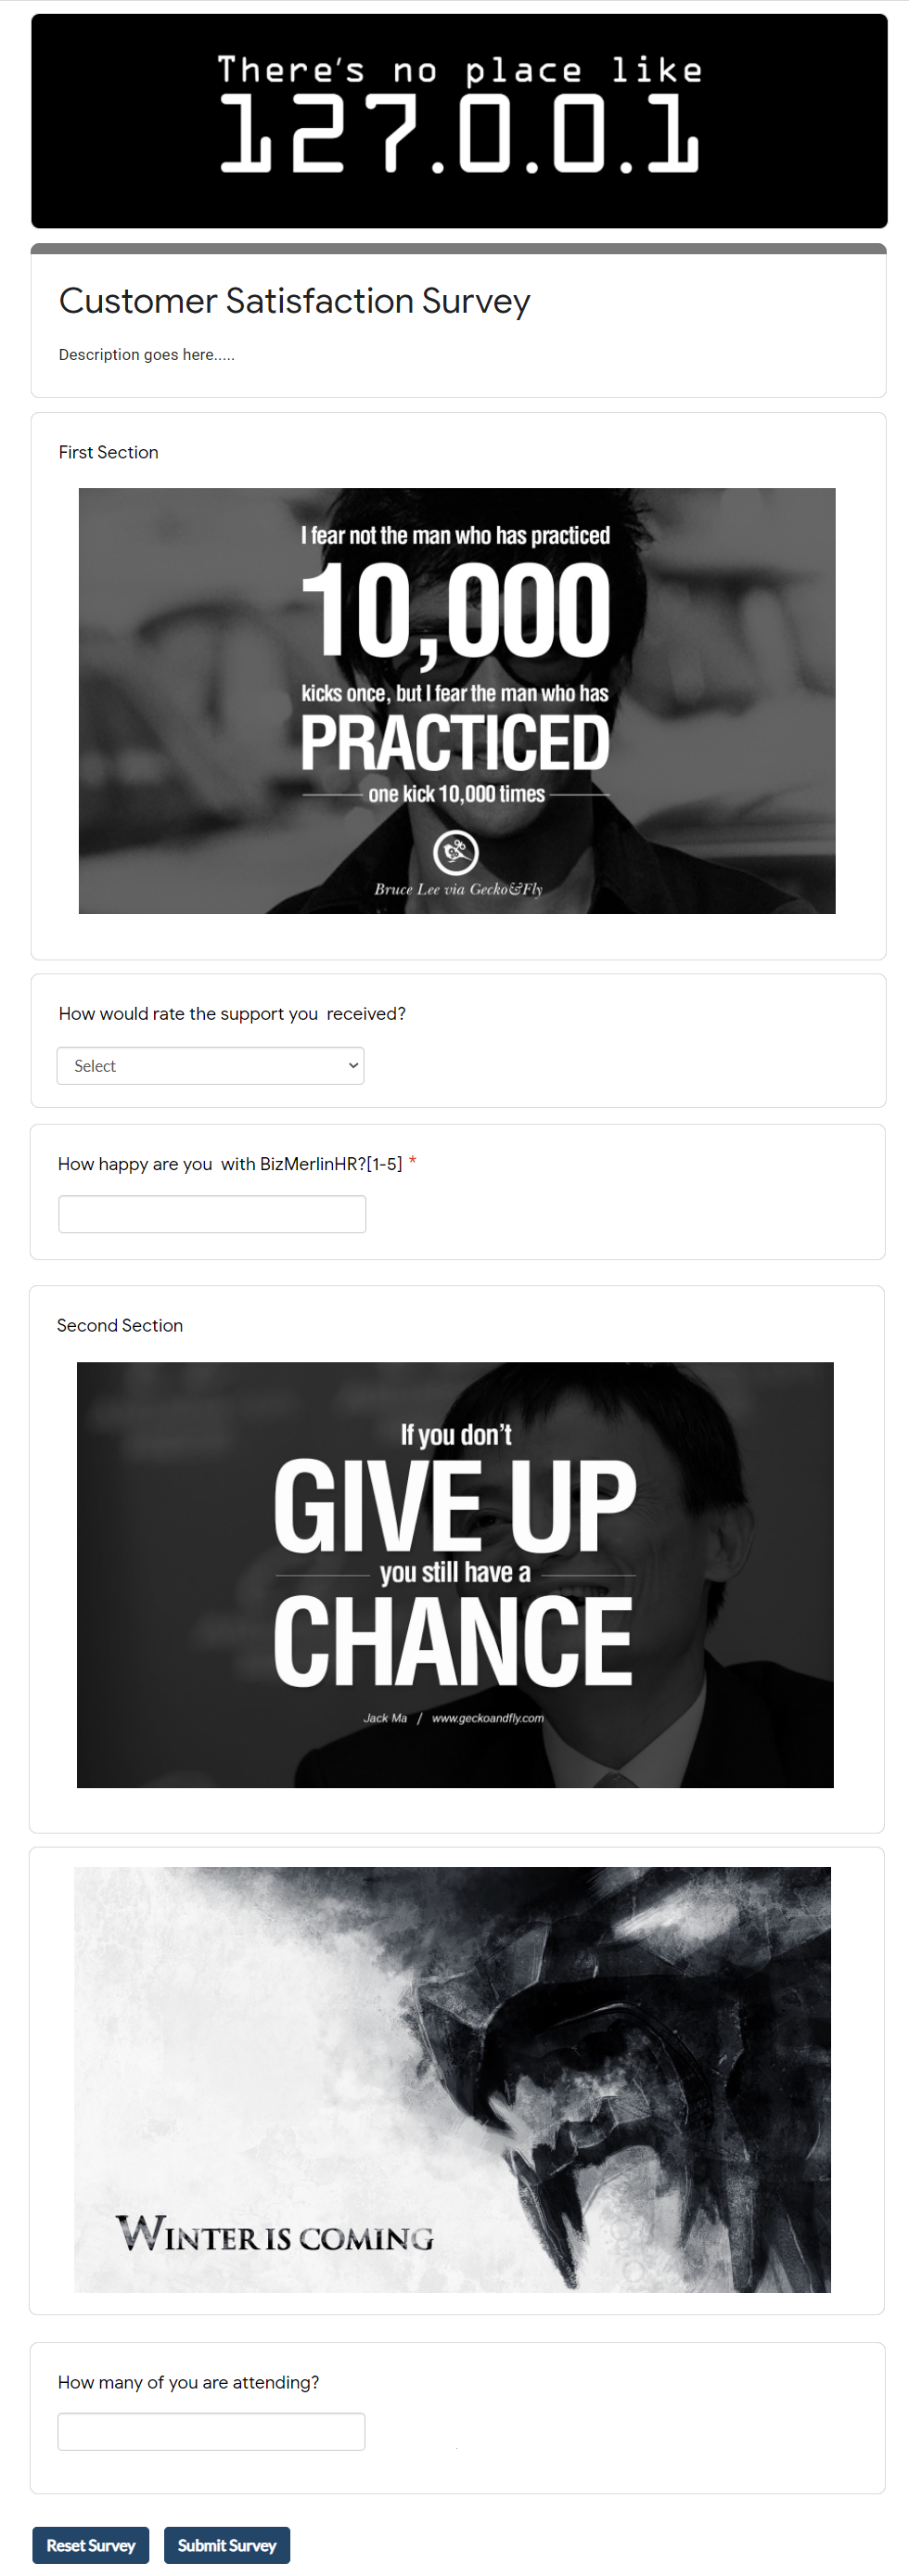 There's no place like
127.0.0.1
Customer Satisfaction Survey
Description goes here.....
First Section
I fear not the man who has practiced
10,000
kicks once, but I fear the man who has
PRACTICED
one kick 10,000 times
Bruce Lee via Gecko&Fly
How would rate the support you  received?
Select
How happy are you  with BizMerlinHR?[1-5] *
Second Section
If you don't
GIVE UP
you still have a
CHANCE
Jack Ma / www.geckoandfly.com
WINTER IS COMING
How many of you are attending?
Reset Survey Submit Survey